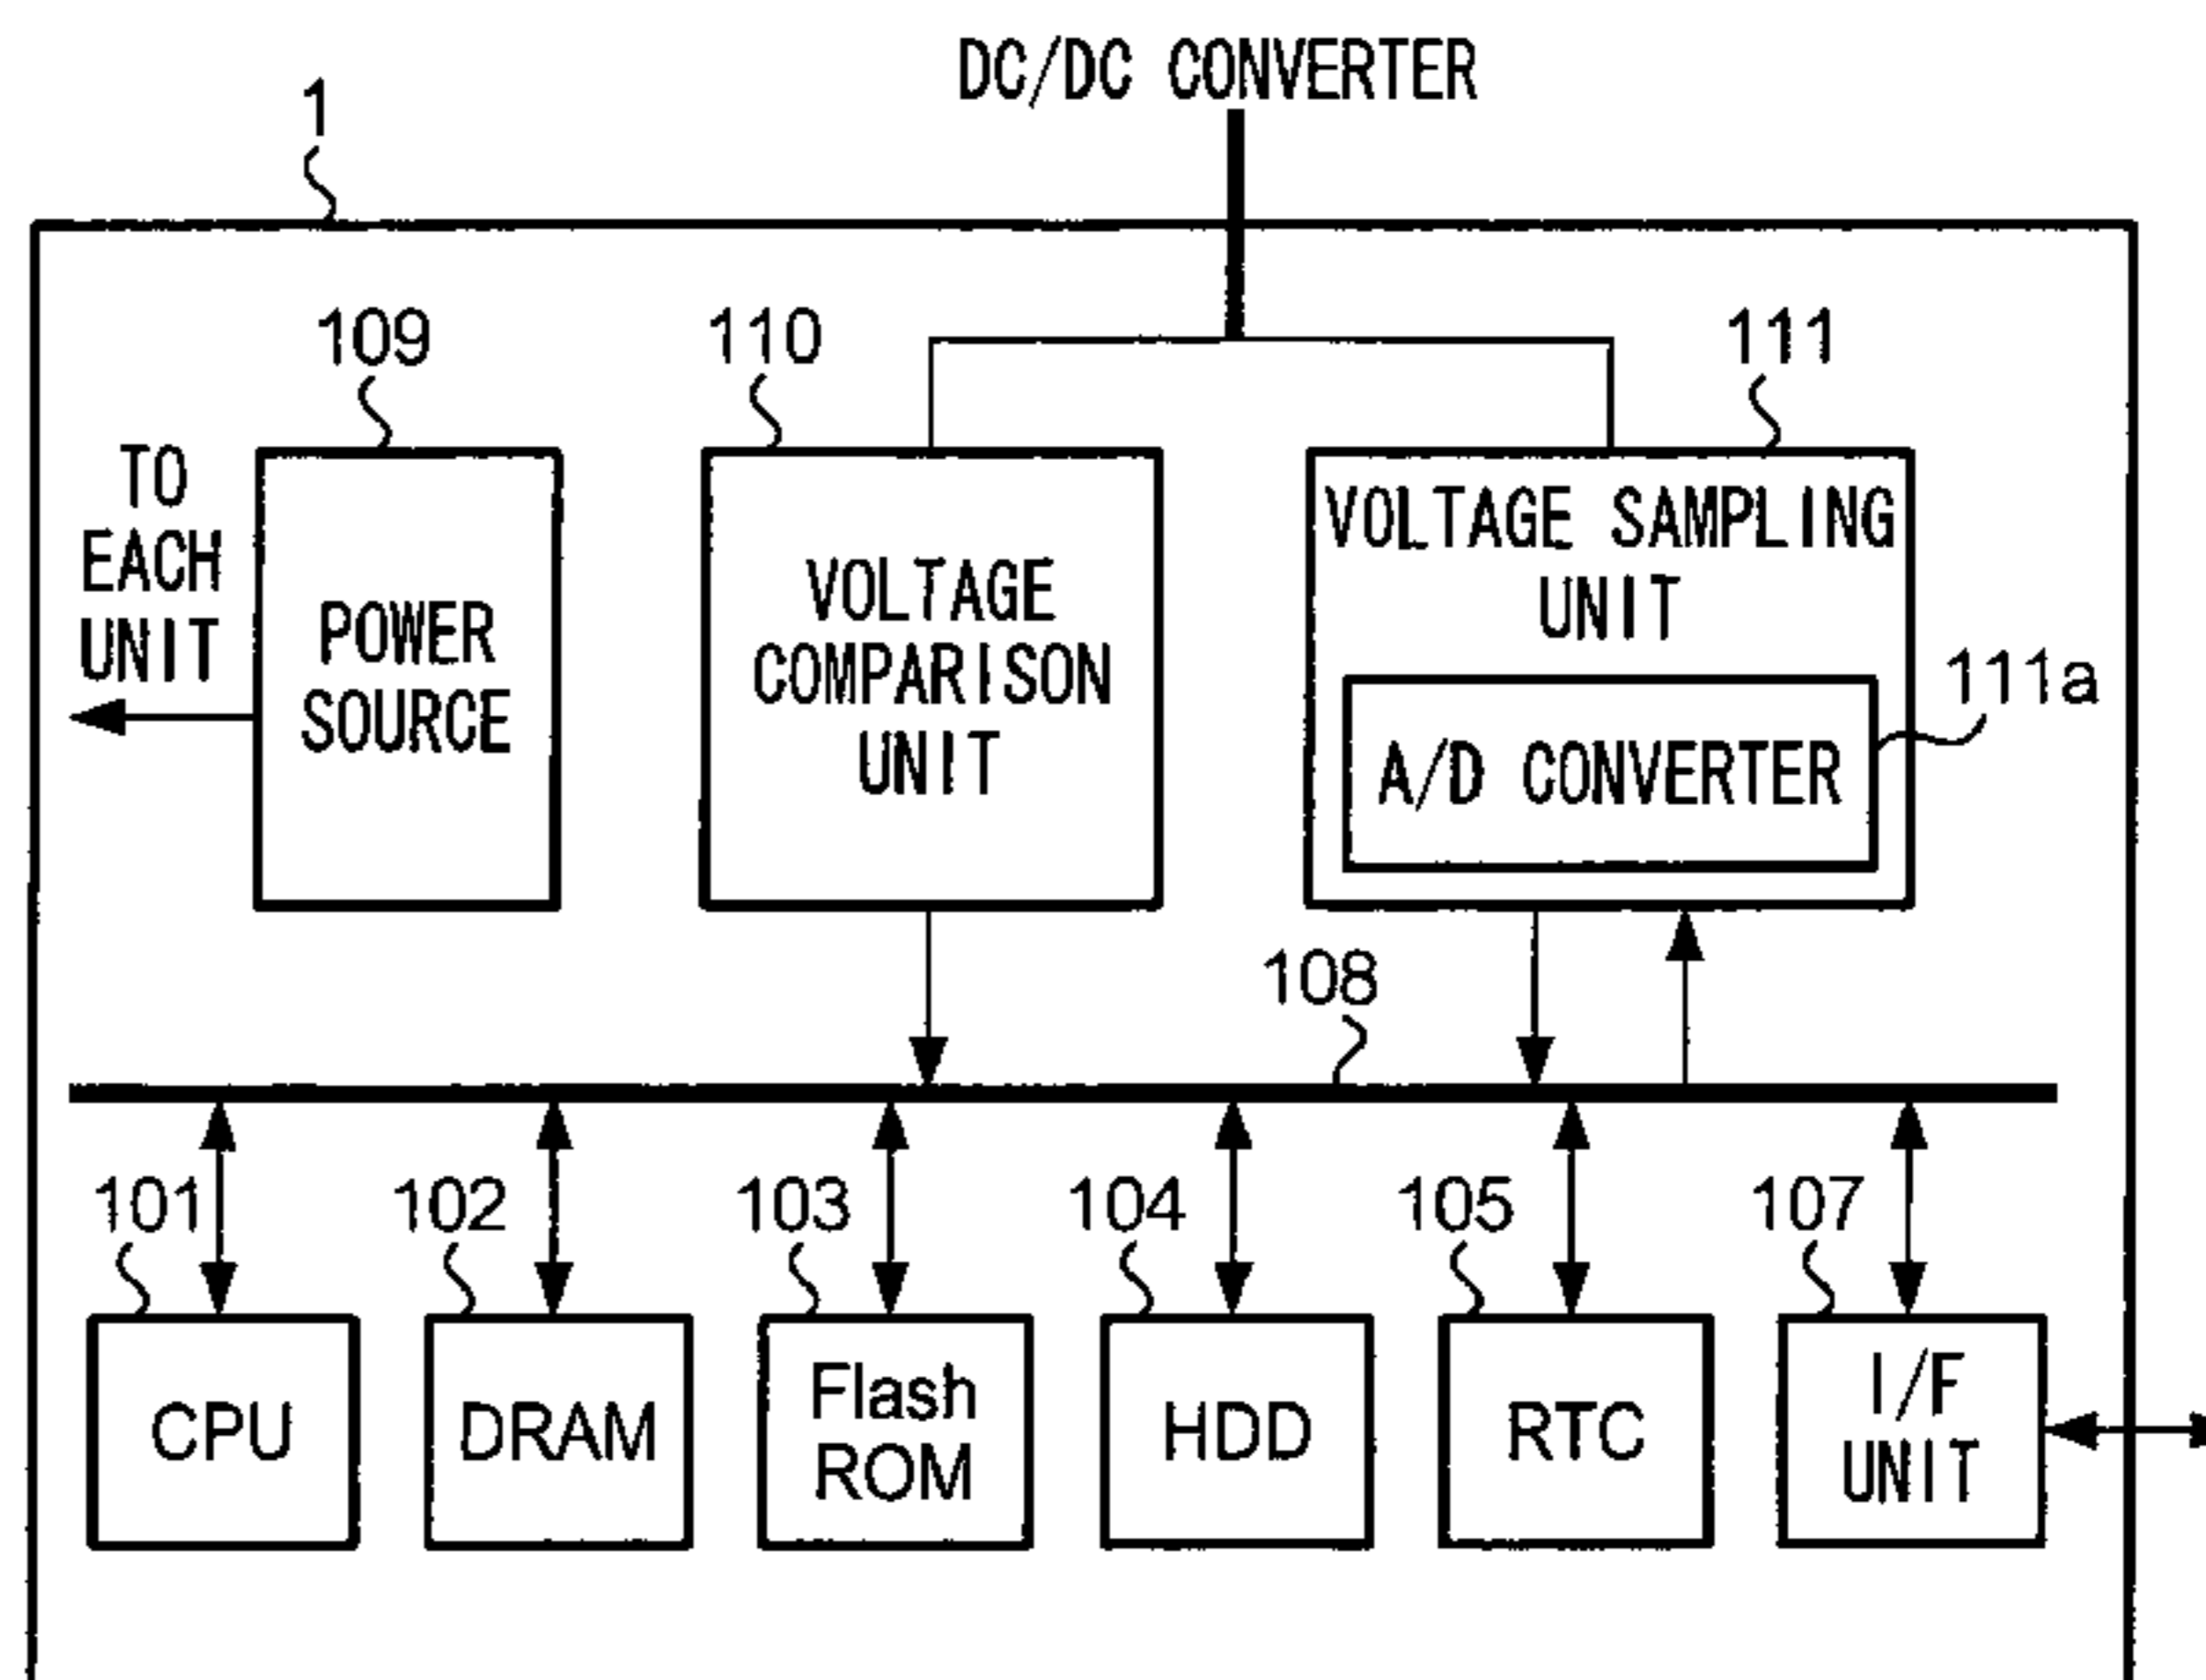 DC/DC CONVERTER
1
109
110
111
TO
EACH
UNIT
POWER
SOURCE
VOLTAGE
COMPARISON
UNIT
VOLTAGE SAMPLING
UNIT
111a
A/D CONVERTER
108
101
102
103
104
105
107
CPU
DRAM
Flash
ROM
HDD
RTC
I/F
UNIT